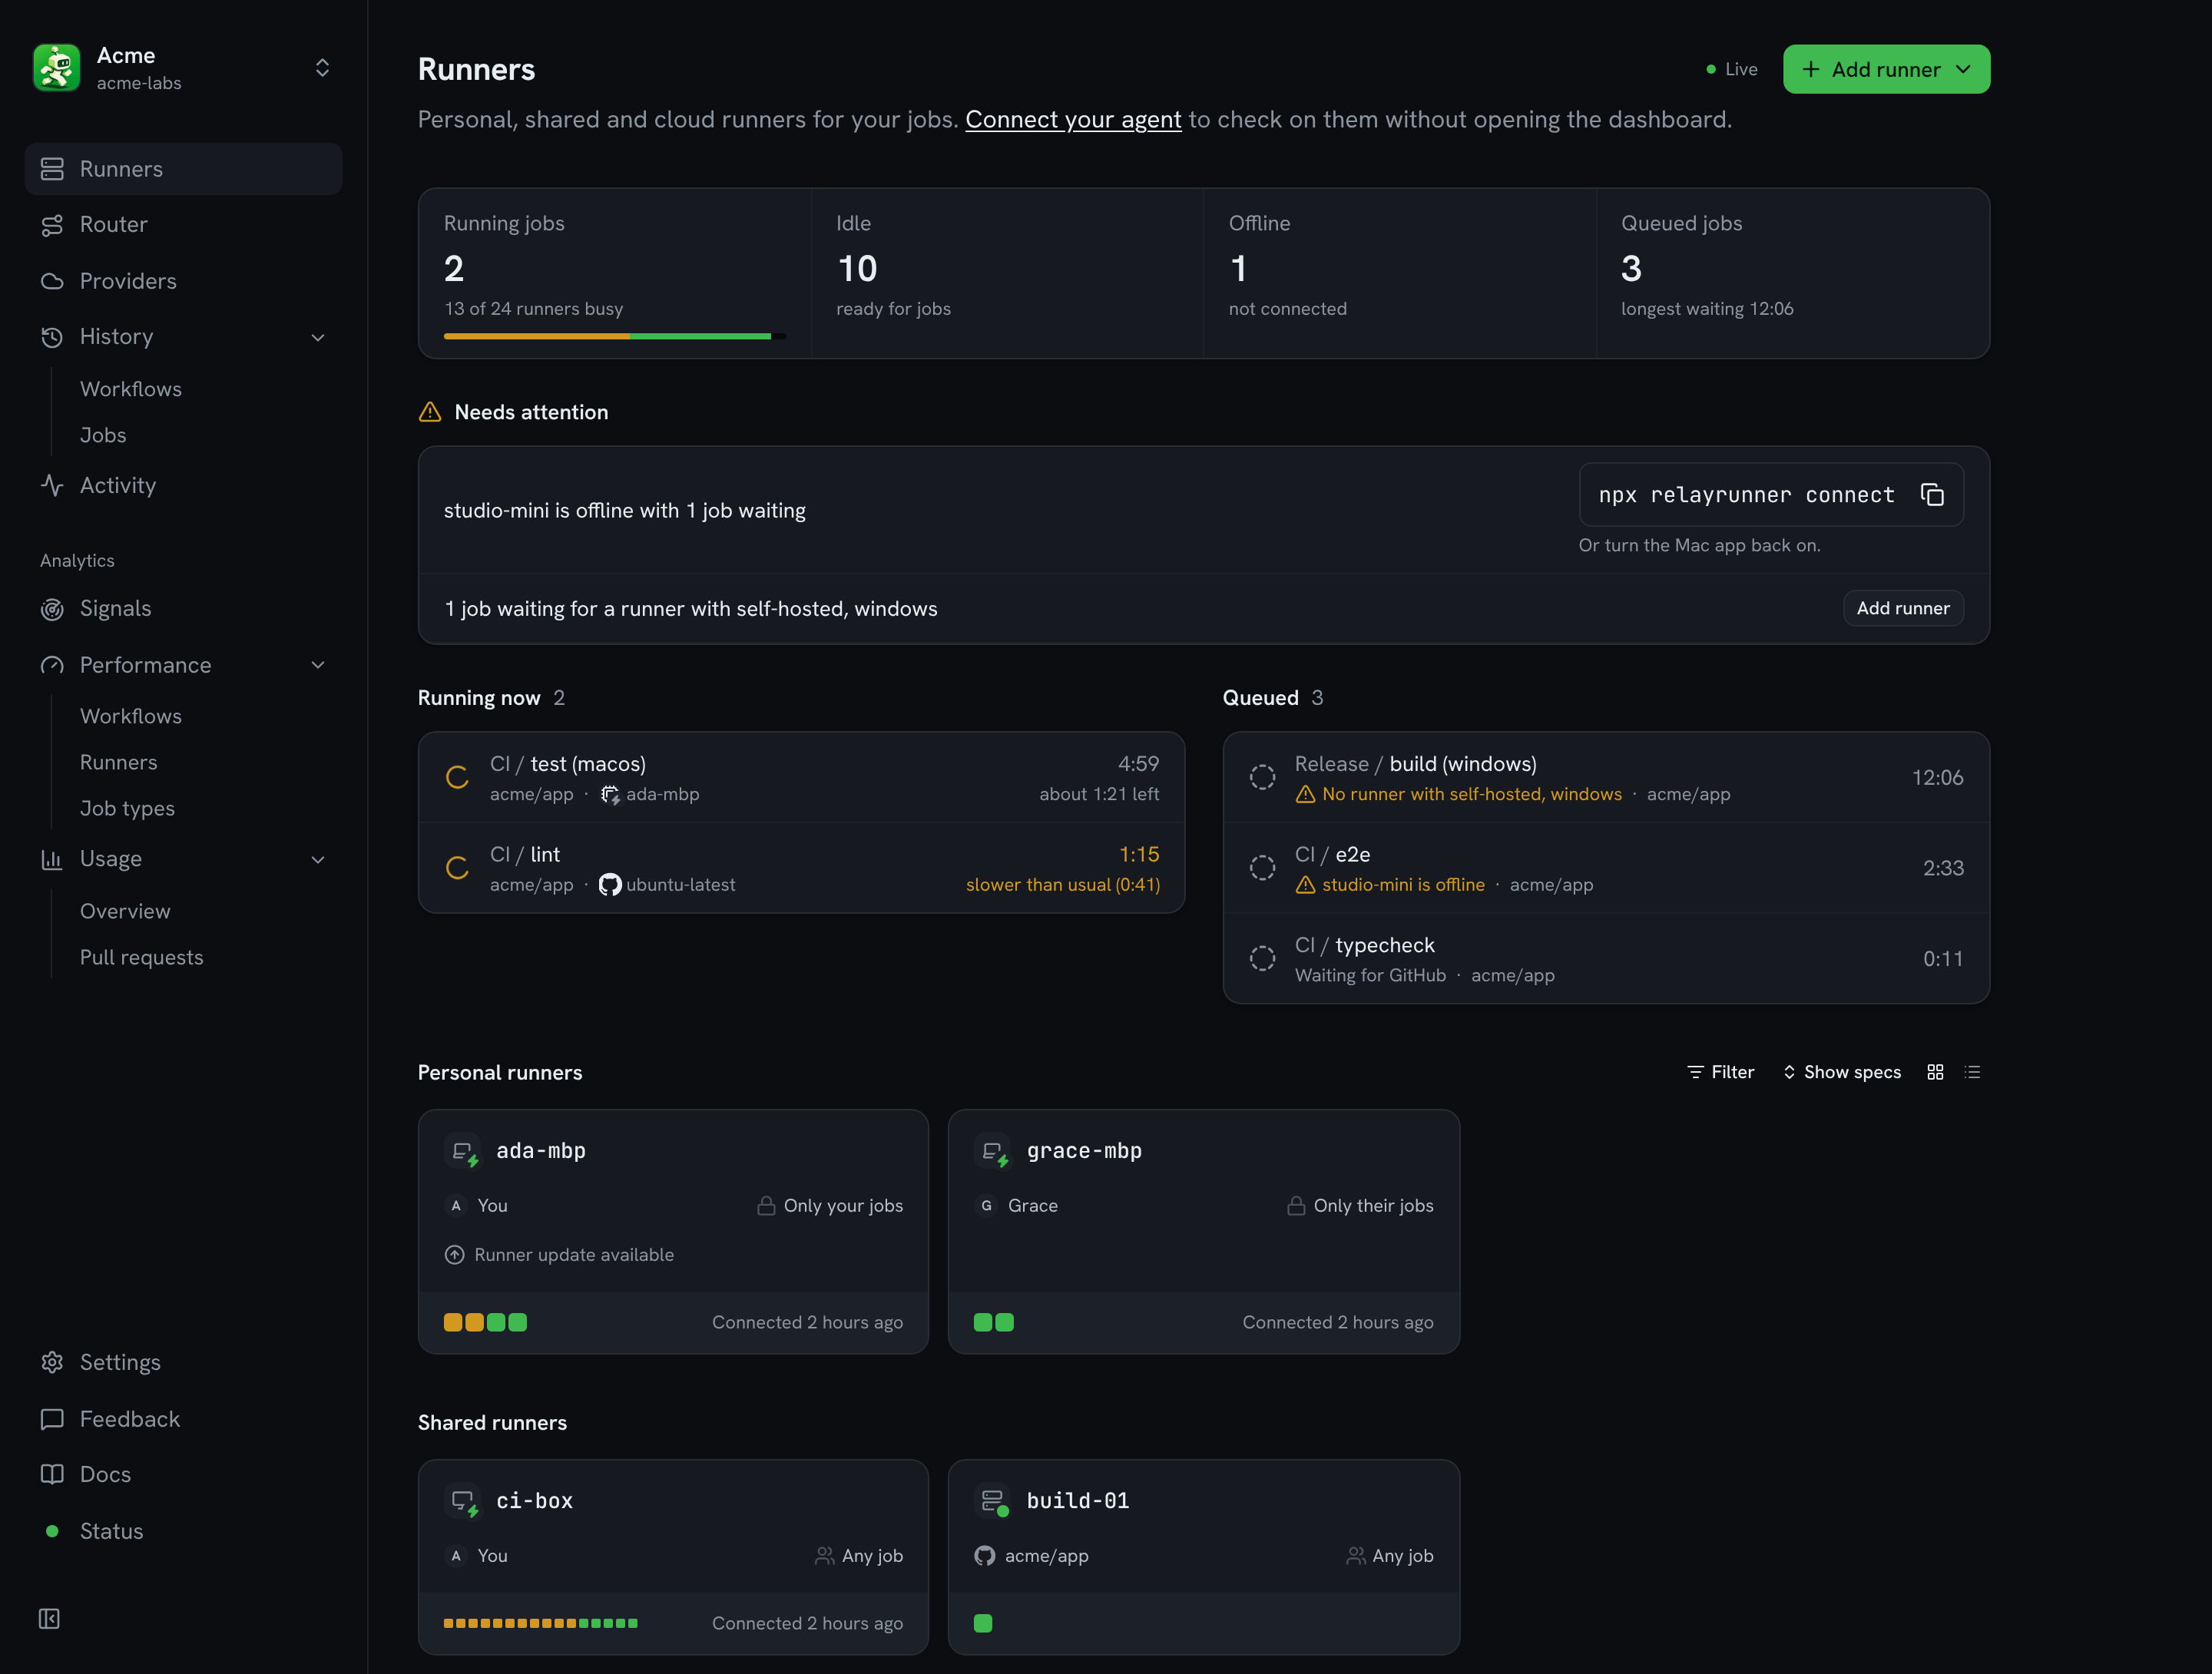 Acme
acme-labs
Runners
Router
Providers
History
Workflows
Jobs
Activity
Analytics
Signals
Performance
Workflows
Runners
Job types
Usage
Overview
Pull requests
Settings
Feedback
Docs
Status
Runners
Live
+ Add runner
Personal, shared and cloud runners for your jobs. Connect your agent to check on them without opening the dashboard.
Running jobs
2
13 of 24 runners busy
Idle
10
ready for jobs
Offline
1
not connected
Queued jobs
3
longest waiting 12:06
Needs attention
studio-mini is offline with 1 job waiting
npx relayrunner connect
Or turn the Mac app back on.
1 job waiting for a runner with self-hosted, windows
Add runner
Running now 2
CI / test (macos)
4:59
acme/app · ada-mbp
about 1:21 left
CI / lint
1:15
acme/app · ubuntu-latest
slower than usual (0:41)
Queued 3
Release / build (windows)
No runner with self-hosted, windows · acme/app
12:06
CI / e2e
studio-mini is offline · acme/app
2:33
CI / typecheck
Waiting for GitHub · acme/app
0:11
Personal runners
Filter
Show specs
ada-mbp
A You
Only your jobs
Runner update available
Connected 2 hours ago
grace-mbp
G Grace
Only their jobs
Connected 2 hours ago
Shared runners
ci-box
A You
Any job
Connected 2 hours ago
build-01
acme/app
Any job